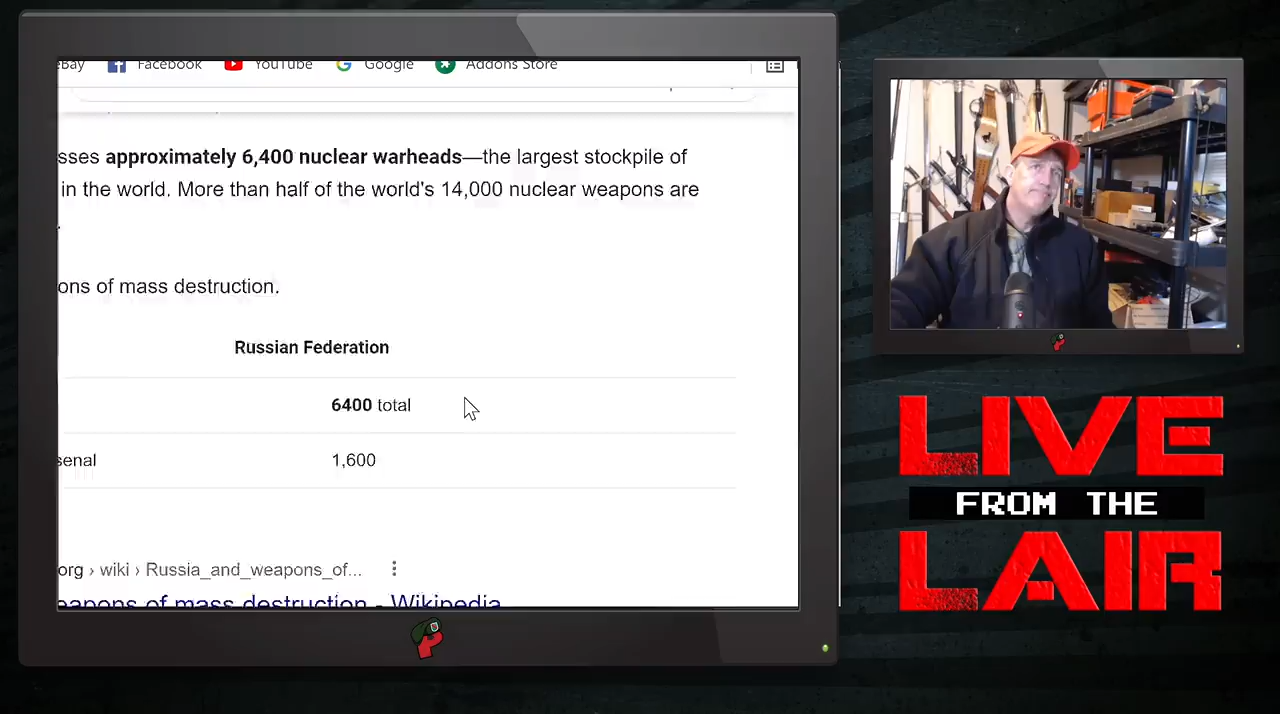 eBay Facebook YouTube Google Addons Store
sses approximately 6,400 nuclear warheads—the largest stockpile of
in the world. More than half of the world's 14,000 nuclear weapons are
.
ons of mass destruction.
Russian Federation
6400 total
senal 1,600
org › wiki › Russia_and_weapons_of...
eapons of mass destruction - Wikipedia
LIVE
FROM THE
LAIR